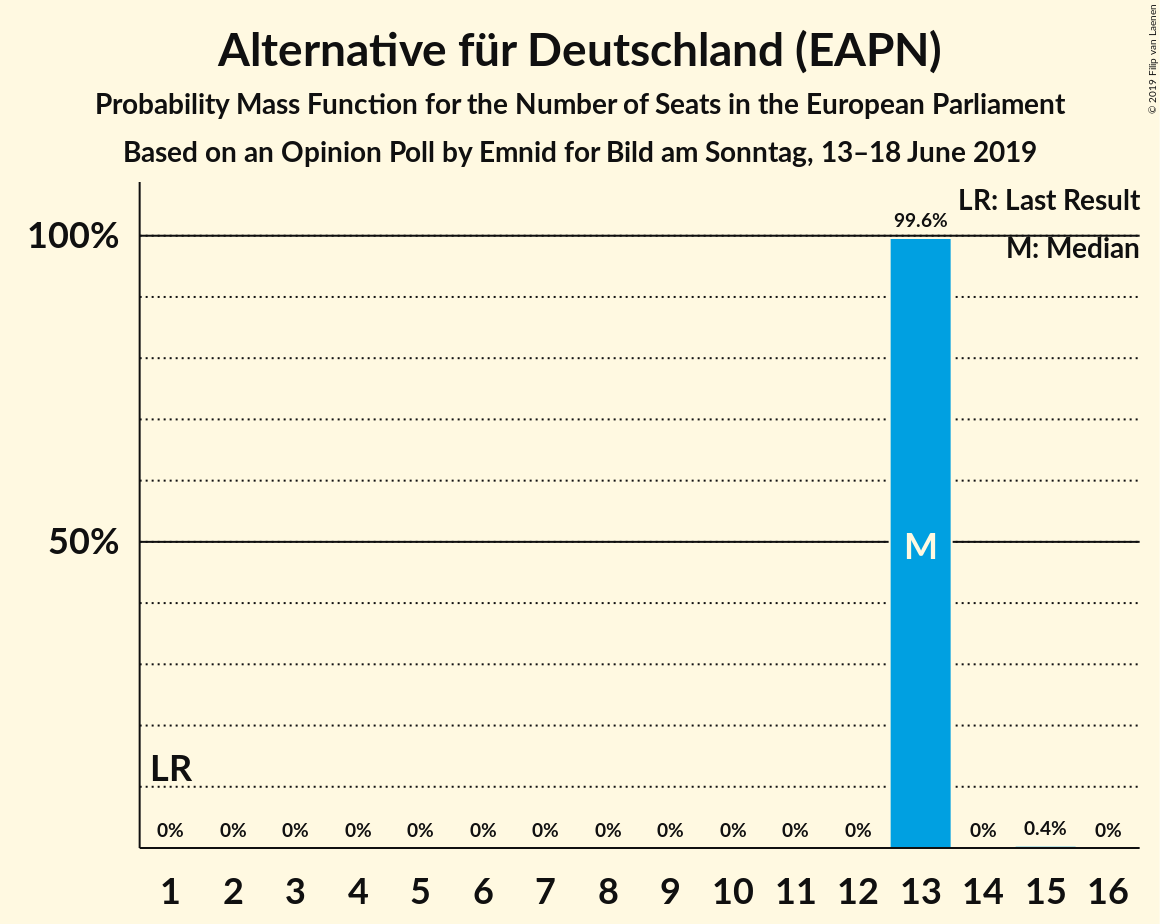 Alternative für Deutschland (EAPN)
Probability Mass Function for the Number of Seats in the European Parliament
Based on an Opinion Poll by Emnid for Bild am Sonntag, 13–18 June 2019
© 2019 Filip van Laenen
LR: Last Result
M: Median
100%
50%
99.6%
M
LR
0% 0% 0% 0% 0% 0% 0% 0% 0% 0% 0% 0% 0% 0.4% 0%
1 2 3 4 5 6 7 8 9 10 11 12 13 14 15 16